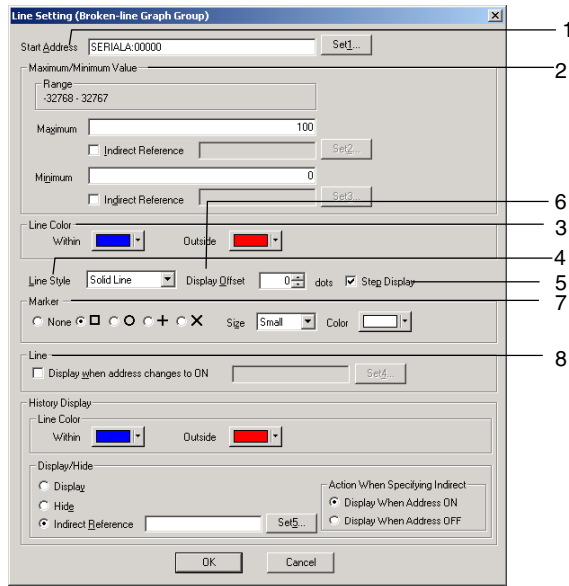 Line Setting (Broken-line Graph Group)
Start Address SERIALA:00000 Set1...
1
Maximum/Minimum Value
2
Range
-32768 - 32767
Maximum 100
Indirect Reference Set2...
Minimum 0
Indirect Reference Set3...
6
Line Color
3
Within Outside
4
Line Style Solid Line Display Offset 0 dots Step Display
5
Marker
7
None Size Small Color
Line
8
Display when address changes to ON Set4...
History Display
Line Color
Within Outside
Display/Hide
Display
Hide
Indirect Reference Set5...
Action When Specifying Indirect
Display When Address ON
Display When Address OFF
OK Cancel